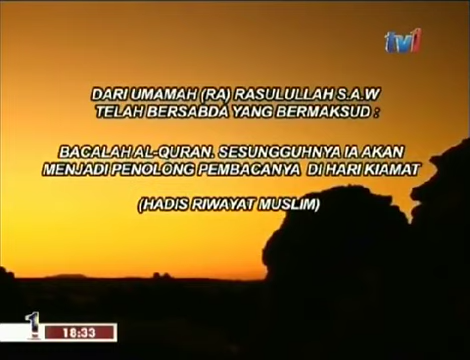 tv1
DARI UMAMAH (RA) RASULULLAH S.A.W
TELAH BERSABDA YANG BERMAKSUD :
BACALAH AL-QURAN. SESUNGGUHNYA IA AKAN
MENJADI PENOLONG PEMBACANYA DI HARI KIAMAT
(HADIS RIWAYAT MUSLIM)
1
18:33